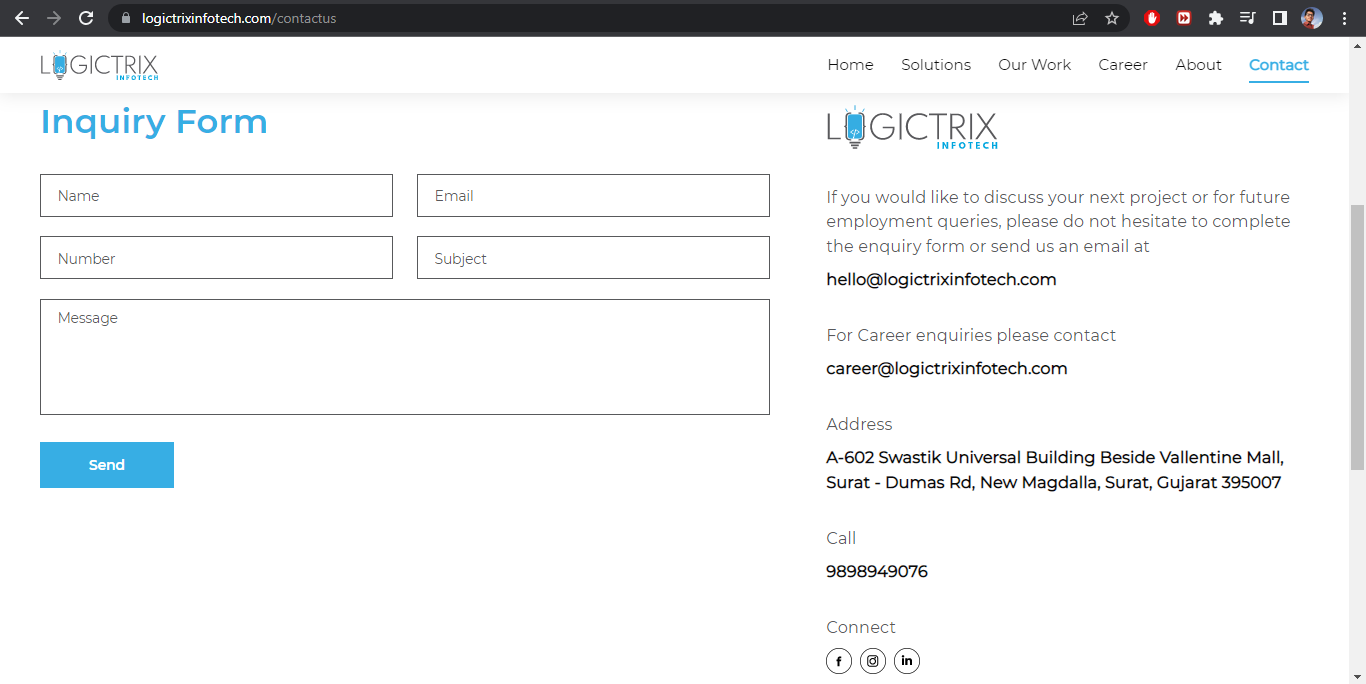 logictrixinfotech.com/contactus
LOGICTRIX
INFOTECH
Home Solutions Our Work Career About Contact
Inquiry Form
Name Email
Number Subject
Message
Send
LOGICTRIX
INFOTECH
If you would like to discuss your next project or for future
employment queries, please do not hesitate to complete
the enquiry form or send us an email at
hello@logictrixinfotech.com
For Career enquiries please contact
career@logictrixinfotech.com
Address
A-602 Swastik Universal Building Beside Vallentine Mall,
Surat - Dumas Rd, New Magdalla, Surat, Gujarat 395007
Call
9898949076
Connect